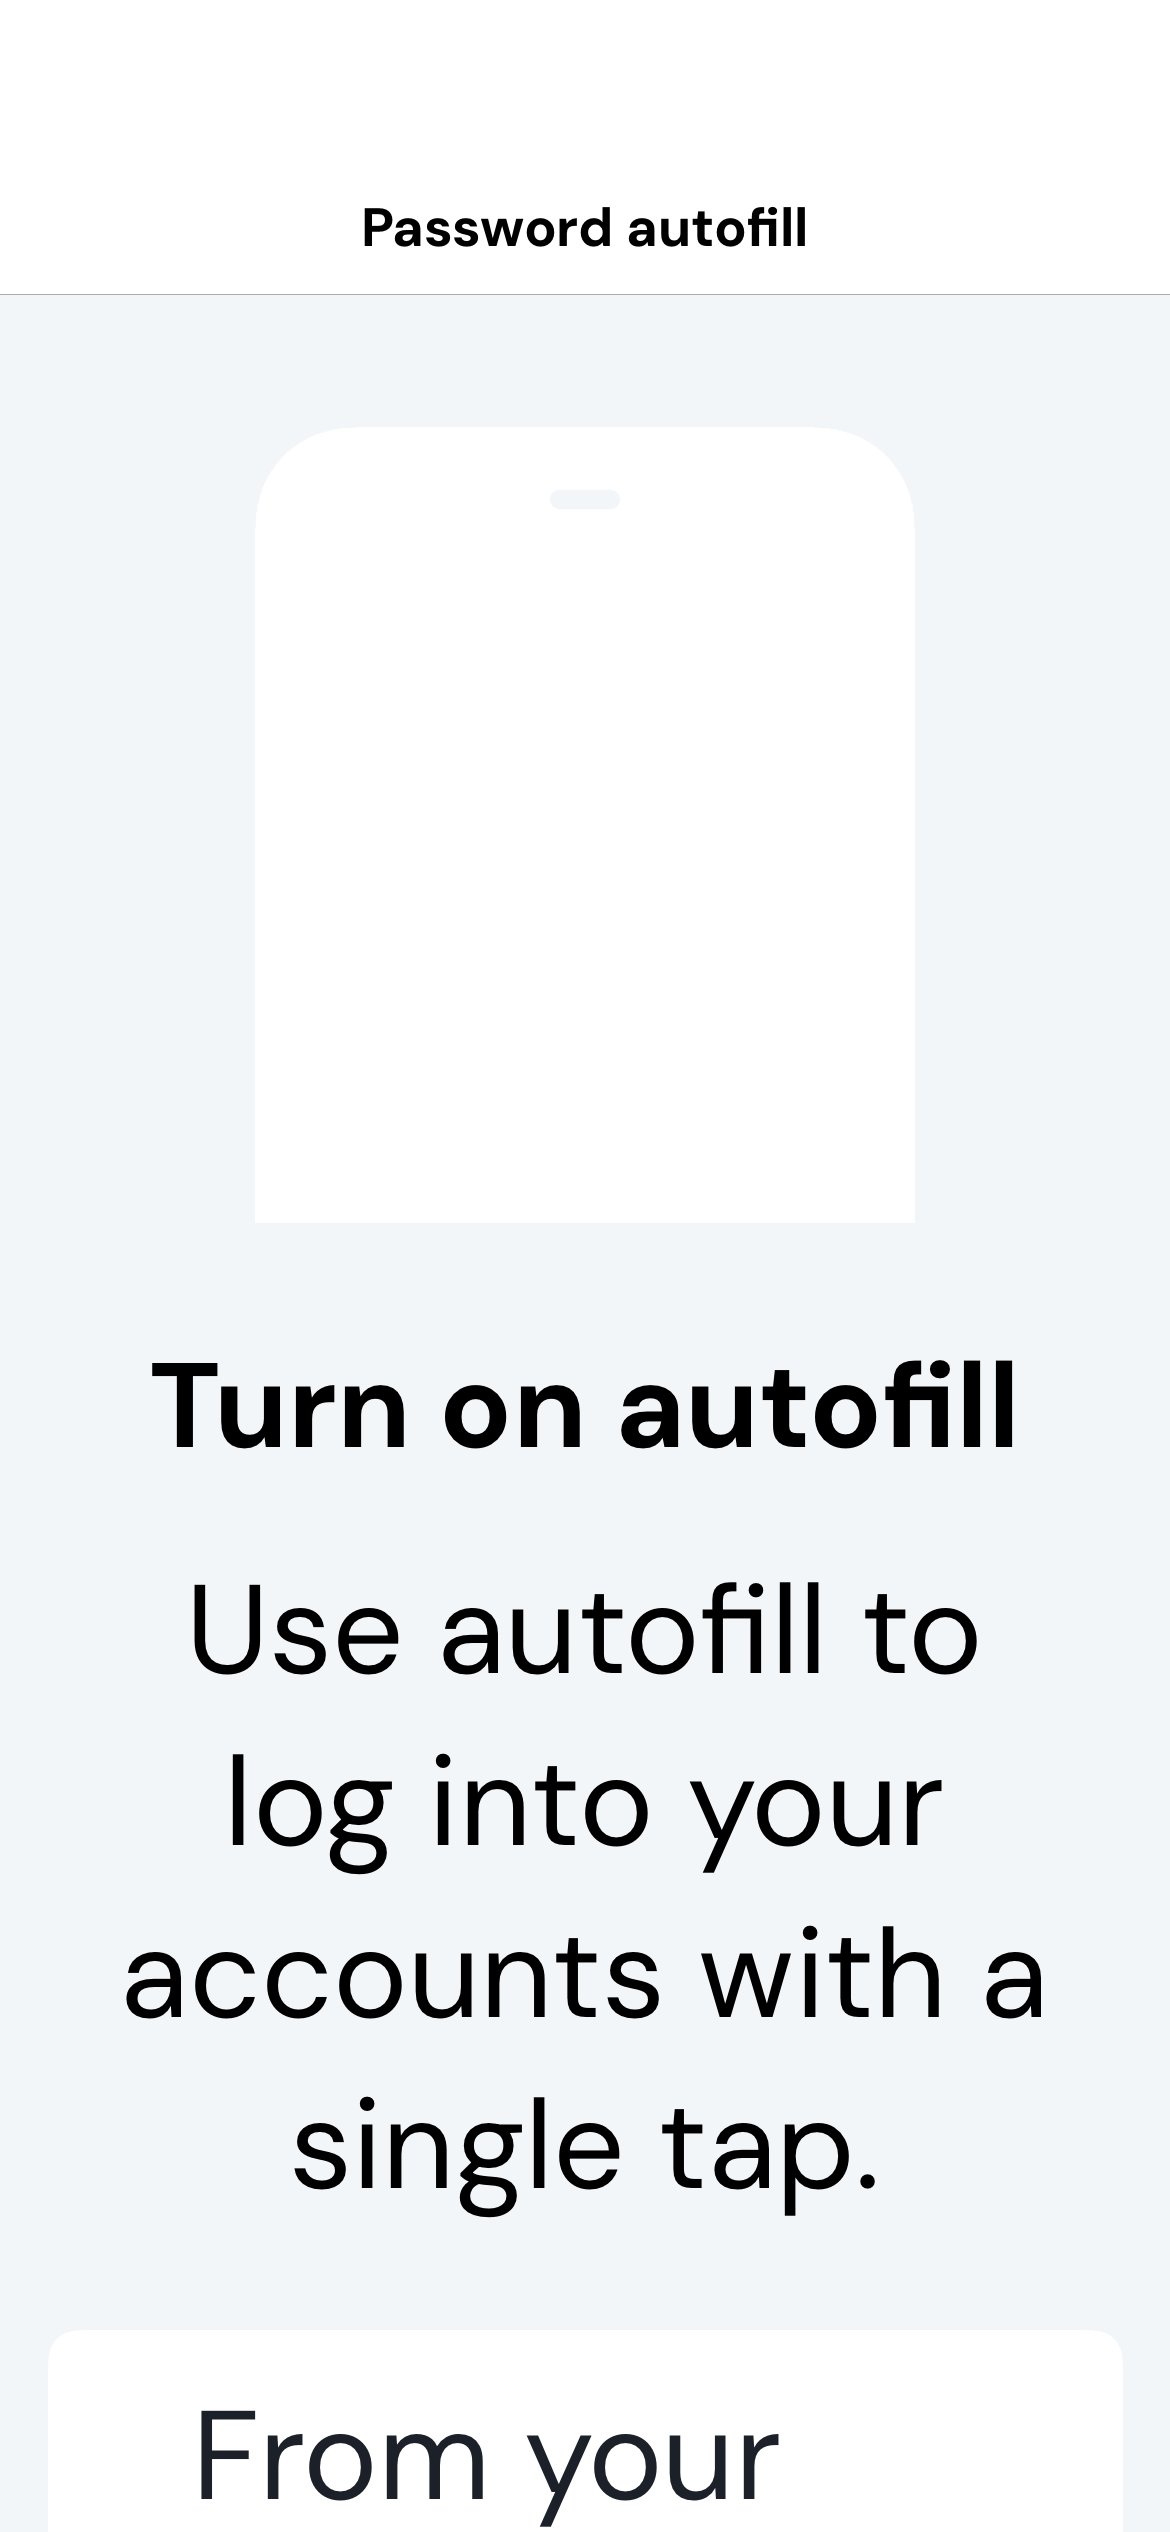 Password autofill
Turn on autofill
Use autofill to
log into your
accounts with a
single tap.
From your